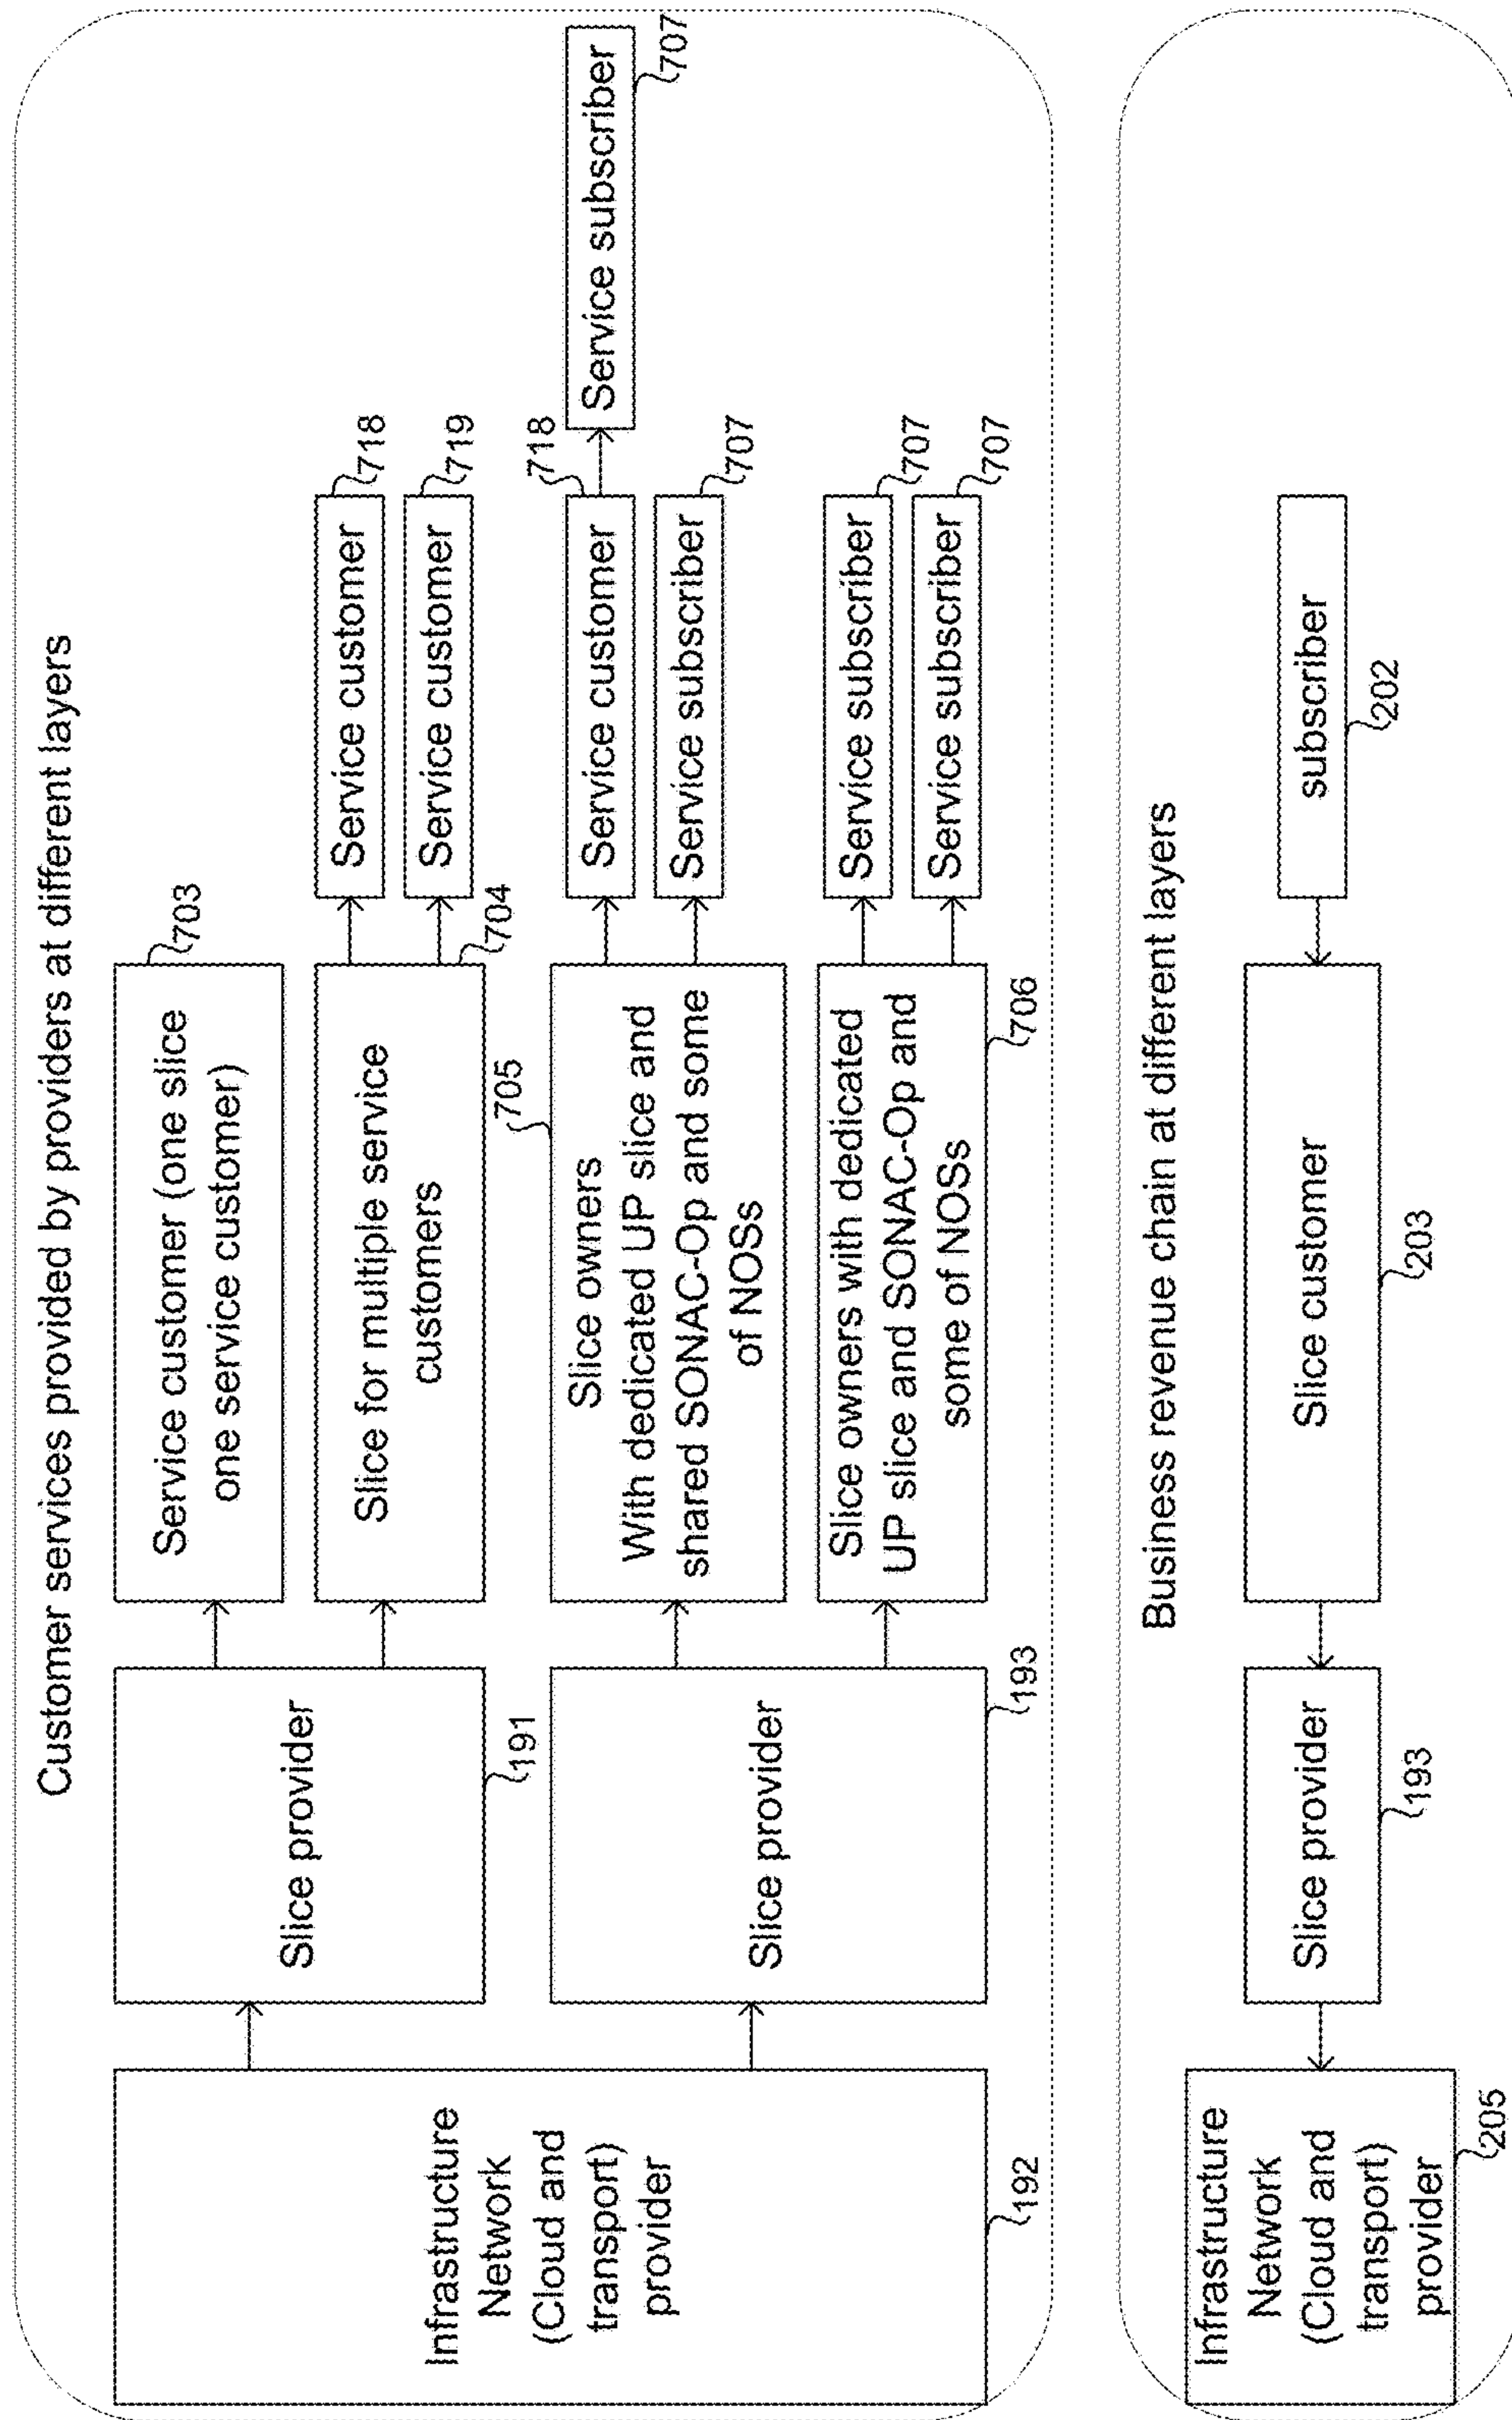 Customer services provided by providers at different layers
Infrastructure
Network
(Cloud and
transport)
provider
192
Slice provider
191
Slice provider
193
Service customer (one slice
one service customer)
703
Slice for multiple service
customers
704
Slice owners
With dedicated UP slice and
shared SONAC-Op and some
of NOSs
705
Slice owners with dedicated
UP slice and SONAC-Op and
some of NOSs
706
Service customer
718
Service customer
719
Service customer
718
Service subscriber
707
Service subscriber
707
Service subscriber
707
Service subscriber
707
Business revenue chain at different layers
Infrastructure
Network
(Cloud and
transport)
provider
205
Slice provider
193
Slice customer
203
subscriber
202